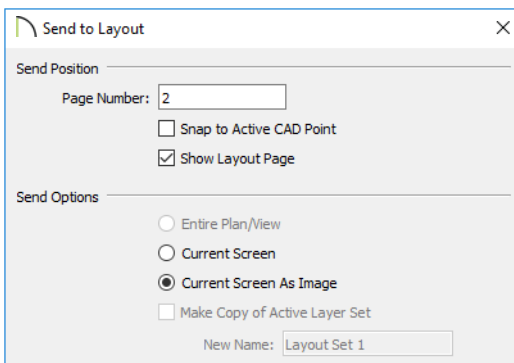 Send to Layout
Send Position
Page Number: 2
Snap to Active CAD Point
Show Layout Page
Send Options
Entire Plan/View
Current Screen
Current Screen As Image
Make Copy of Active Layer Set
New Name: Layout Set 1